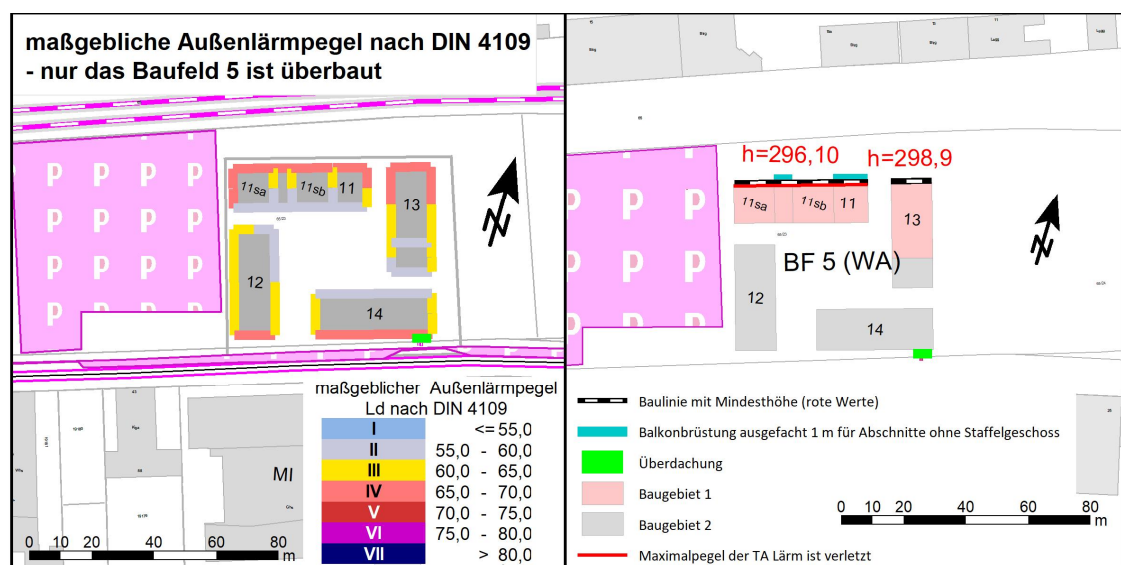 maßgebliche Außenlärmpegel nach DIN 4109
- nur das Baufeld 5 ist überbaut
P P P P
P P P P
P P P P
P
11sa
11sb
11
13
12
14
N
MI
maßgeblicher Außenlärmpegel
Ld nach DIN 4109
I <= 55,0
II 55,0 - 60,0
III 60,0 - 65,0
IV 65,0 - 70,0
V 70,0 - 75,0
VI 75,0 - 80,0
VII > 80,0
0 10 20 30 40 60 80
m
h=296,10
h=298,9
P P P P
P P P P
P P P P
11sa
11sb
11
13
BF 5 (WA)
12
14
N
Baulinie mit Mindesthöhe (rote Werte)
Balkonbrüstung ausgefacht 1 m für Abschnitte ohne Staffelgeschoss
Überdachung
Baugebiet 1
Baugebiet 2
Maximalpegel der TA Lärm ist verletzt
0 10 20 30 40 60 80
m